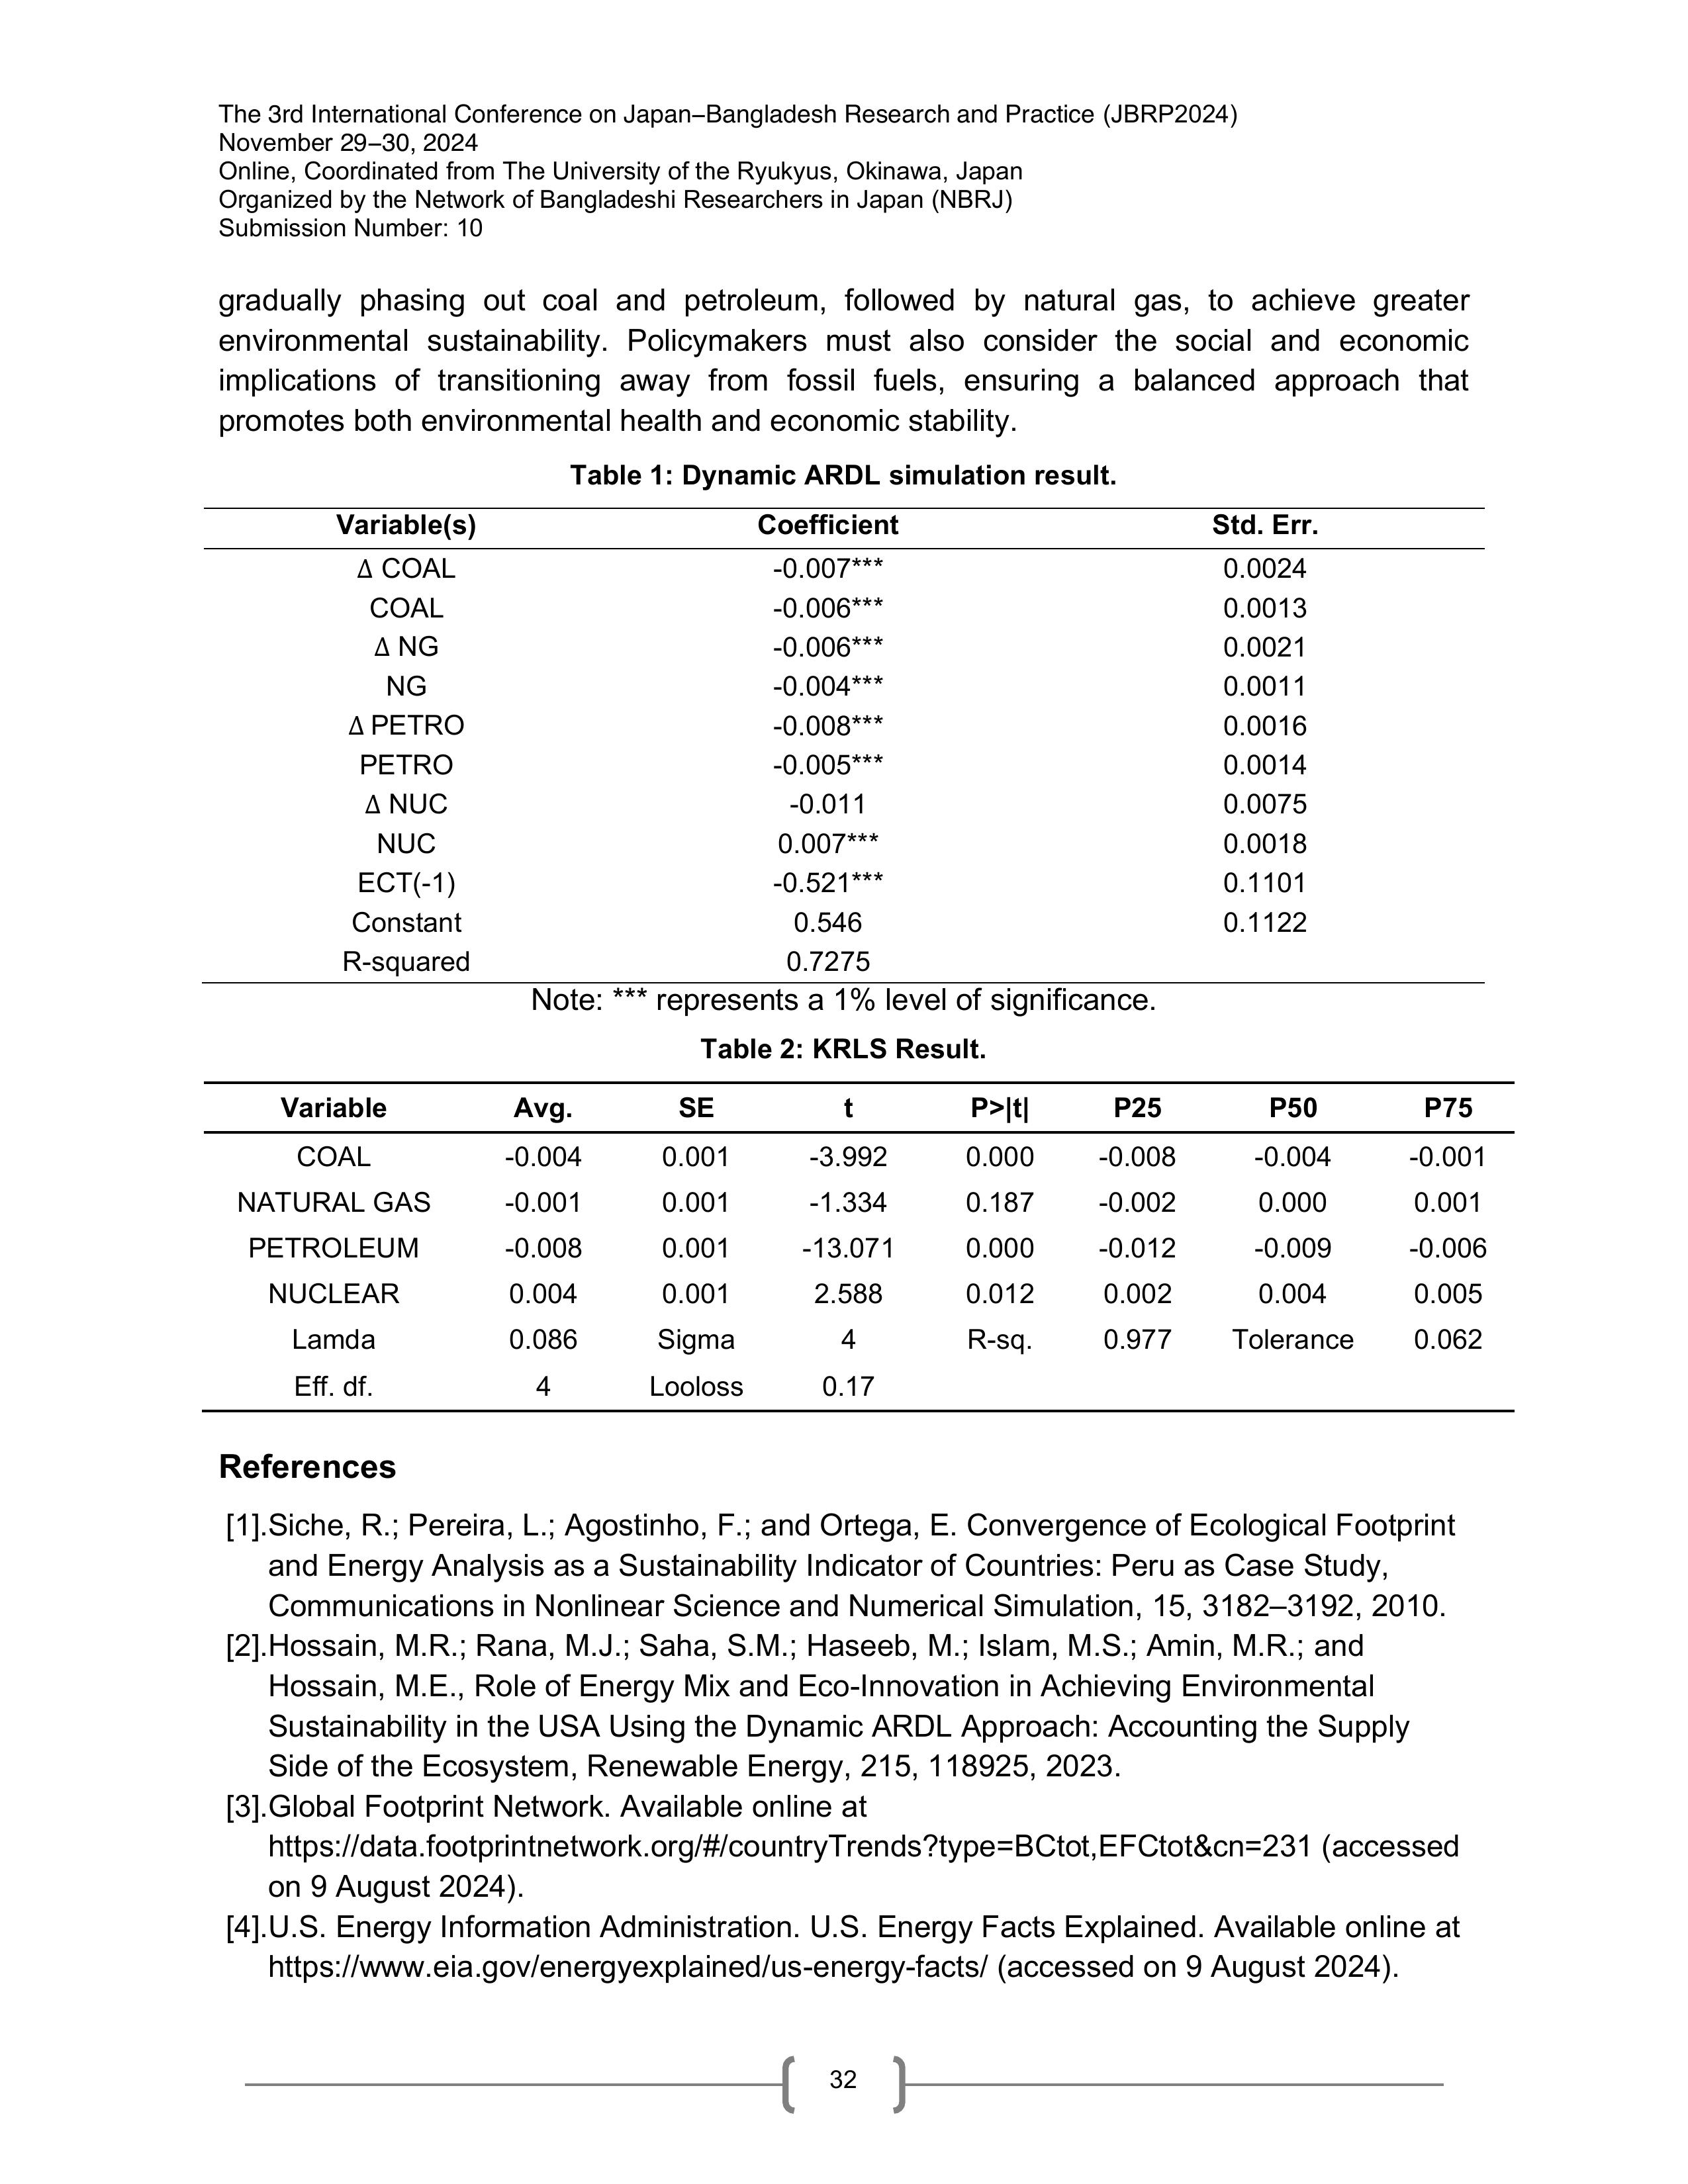 The 3rd International Conference on Japan–Bangladesh Research and Practice (JBRP2024)
November 29–30, 2024
Online, Coordinated from The University of the Ryukyus, Okinawa, Japan
Organized by the Network of Bangladeshi Researchers in Japan (NBRJ)
Submission Number: 10
gradually phasing out coal and petroleum, followed by natural gas, to achieve greater
environmental sustainability. Policymakers must also consider the social and economic
implications of transitioning away from fossil fuels, ensuring a balanced approach that
promotes both environmental health and economic stability.
Table 1: Dynamic ARDL simulation result.
Variable(s) Coefficient Std. Err.
Δ COAL -0.007*** 0.0024
COAL -0.006*** 0.0013
Δ NG -0.006*** 0.0021
NG -0.004*** 0.0011
Δ PETRO -0.008*** 0.0016
PETRO -0.005*** 0.0014
Δ NUC -0.011 0.0075
NUC 0.007*** 0.0018
ECT(-1) -0.521*** 0.1101
Constant 0.546 0.1122
R-squared 0.7275
Note: *** represents a 1% level of significance.
Table 2: KRLS Result.
Variable Avg. SE t P>|t| P25 P50 P75
COAL -0.004 0.001 -3.992 0.000 -0.008 -0.004 -0.001
NATURAL GAS -0.001 0.001 -1.334 0.187 -0.002 0.000 0.001
PETROLEUM -0.008 0.001 -13.071 0.000 -0.012 -0.009 -0.006
NUCLEAR 0.004 0.001 2.588 0.012 0.002 0.004 0.005
Lamda 0.086 Sigma 4 R-sq. 0.977 Tolerance 0.062
Eff. df. 4 Looloss 0.17
References
[1].Siche, R.; Pereira, L.; Agostinho, F.; and Ortega, E. Convergence of Ecological Footprint
and Energy Analysis as a Sustainability Indicator of Countries: Peru as Case Study,
Communications in Nonlinear Science and Numerical Simulation, 15, 3182–3192, 2010.
[2].Hossain, M.R.; Rana, M.J.; Saha, S.M.; Haseeb, M.; Islam, M.S.; Amin, M.R.; and
Hossain, M.E., Role of Energy Mix and Eco-Innovation in Achieving Environmental
Sustainability in the USA Using the Dynamic ARDL Approach: Accounting the Supply
Side of the Ecosystem, Renewable Energy, 215, 118925, 2023.
[3].Global Footprint Network. Available online at
https://data.footprintnetwork.org/#/countryTrends?type=BCtot,EFCtot&cn=231 (accessed
on 9 August 2024).
[4].U.S. Energy Information Administration. U.S. Energy Facts Explained. Available online at
https://www.eia.gov/energyexplained/us-energy-facts/ (accessed on 9 August 2024).
32